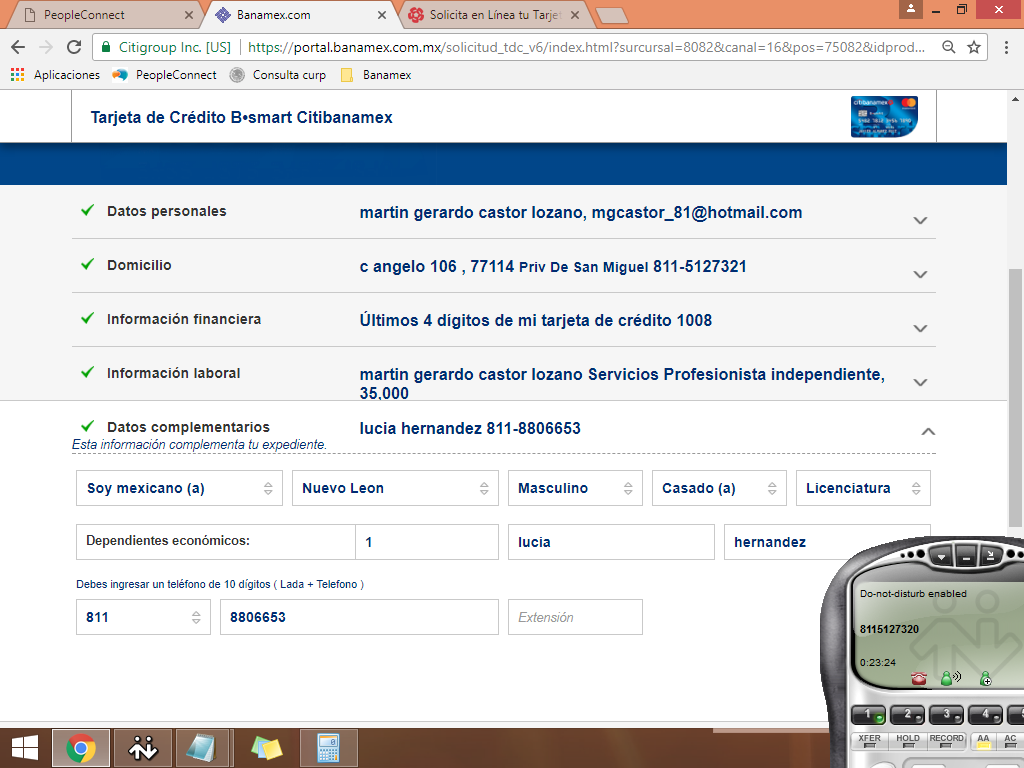 PeopleConnect
Banamex.com
Solicita en Línea tu Tarjet
Citigroup Inc. [US]
https://portal.banamex.com.mx/solicitud_tdc_v6/index.html?surcursal=8082&canal=16&pos=75082&idprod...
Aplicaciones
PeopleConnect
Consulta curp
Banamex
Tarjeta de Crédito B•smart Citibanamex
citibanamex
Datos personales
martin gerardo castor lozano, mgcastor_81@hotmail.com
Domicilio
c angelo 106 , 77114 Priv De San Miguel 811-5127321
Información financiera
Últimos 4 dígitos de mi tarjeta de crédito 1008
Información laboral
martin gerardo castor lozano Servicios Profesionista independiente,
35,000
Datos complementarios
lucia hernandez 811-8806653
Esta información complementa tu expediente.
Soy mexicano (a)
Nuevo Leon
Masculino
Casado (a)
Licenciatura
Dependientes económicos:
1
lucia
hernandez
Debes ingresar un teléfono de 10 dígitos ( Lada + Telefono )
811
8806653
Extensión
Do-not-disturb enabled
8115127320
0:23:24
1
2
3
4
5
XFER
HOLD
RECORD
AA
AC